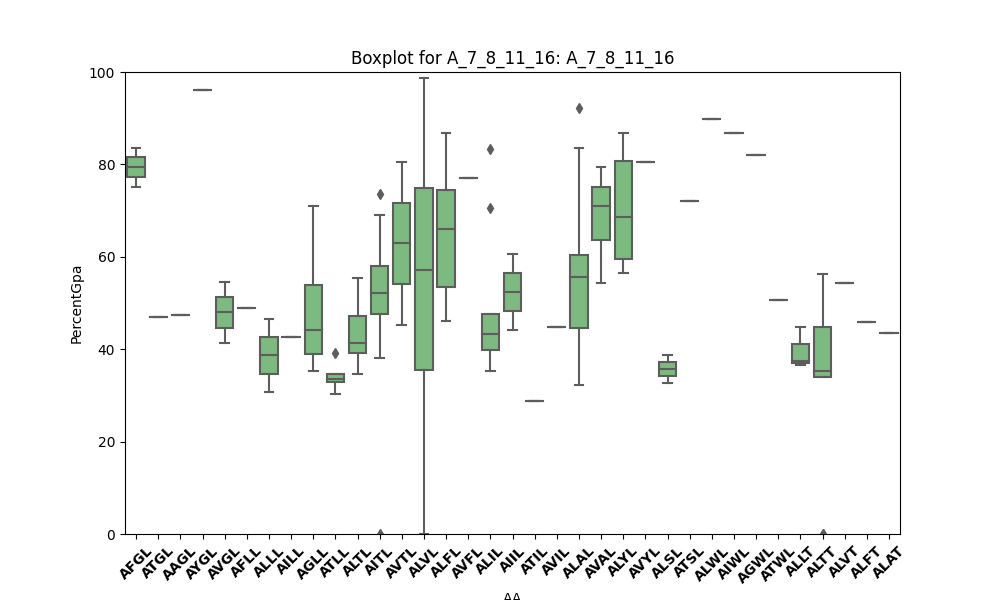 Boxplot for A_7_8_11_16: A_7_8_11_16
100
80
60
40
20
0
PercentGpa
AFGL ATGL AAGL AYGL AVGL AFLL ALLL AILL AGLL ATLL ALTL AITL AVTL ALVL ALFL AVFL ALIL AIIL ATIL AVIL ALAL AVAL ALYL AVYL ALSL ATSL ALWL AIWL AGWL ATWL ALLT ALTT ALVT ALFT ALAT
AA